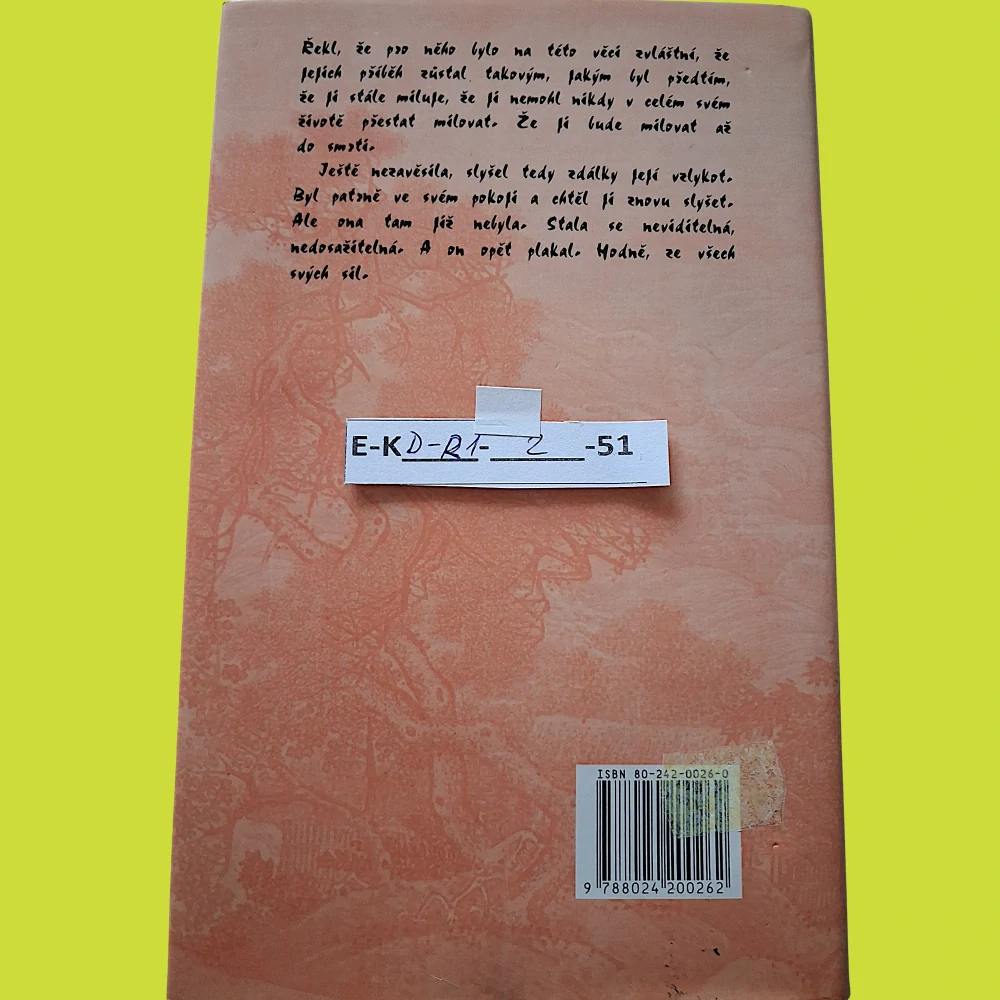 Řekl, že pro něho bylo na této věci zvláštní, že
jejich příběh zůstal takovým, jakým byl předtím,
že ji stále miluje, že ji nemohl nikdy v celém svém
životě přestat milovat. Že ji bude milovat až
do smrti.
Ještě nezavěsila, slyšel tedy zdálky její vzlykot.
Byl patrně ve svém pokoji a chtěl ji znovu slyšet.
Ale ona tam již nebyla. Stala se neviditelná,
nedosažitelná. A on opět plakal. Hodně, ze všech
svých sil.
E-KD-R1-2-51
ISBN 80-242-0026-0
9 788024 200262